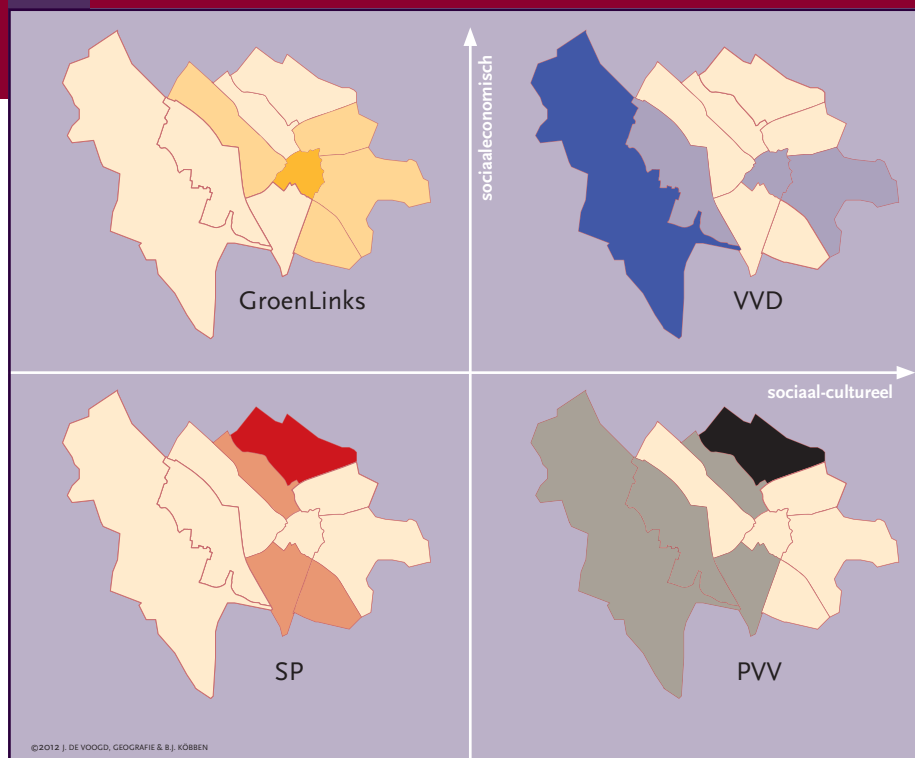 sociaaleconomisch
GroenLinks
VVD
sociaal-cultureel
SP
PVV
©2012 J. DE VOOGD, GEOGRAFIE & B.J. KÖBBEN